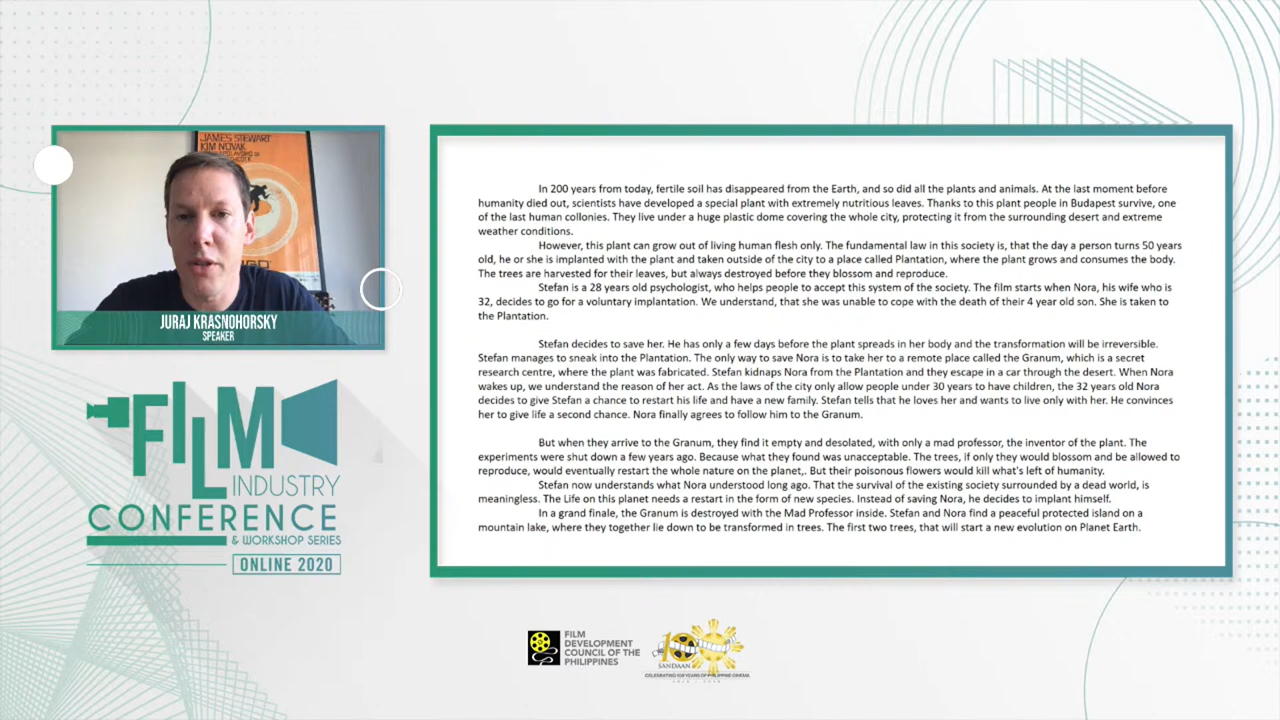 JAMES STEWART
KIM NOVAK
JURAJ KRASNOHORSKY
SPEAKER
FILM
INDUSTRY
CONFERENCE
& WORKSHOP SERIES
ONLINE 2020
In 200 years from today, fertile soil has disappeared from the Earth, and so did all the plants and animals. At the last moment before
humanity died out, scientists have developed a special plant with extremely nutritious leaves. Thanks to this plant people in Budapest survive, one
of the last human collonies. They live under a huge plastic dome covering the whole city, protecting it from the surrounding desert and extreme
weather conditions.
However, this plant can grow out of living human flesh only. The fundamental law in this society is, that the day a person turns 50 years
old, he or she is implanted with the plant and taken outside of the city to a place called Plantation, where the plant grows and consumes the body.
The trees are harvested for their leaves, but always destroyed before they blossom and reproduce.
Stefan is a 28 years old psychologist, who helps people to accept this system of the society. The film starts when Nora, his wife who is
32, decides to go for a voluntary implantation. We understand, that she was unable to cope with the death of their 4 year old son. She is taken to
the Plantation.
Stefan decides to save her. He has only a few days before the plant spreads in her body and the transformation will be irreversible.
Stefan manages to sneak into the Plantation. The only way to save Nora is to take her to a remote place called the Granum, which is a secret
research centre, where the plant was fabricated. Stefan kidnaps Nora from the Plantation and they escape in a car through the desert. When Nora
wakes up, we understand the reason of her act. As the laws of the city only allow people under 30 years to have children, the 32 years old Nora
decides to give Stefan a chance to restart his life and have a new family. Stefan tells that he loves her and wants to live only with her. He convinces
her to give life a second chance. Nora finally agrees to follow him to the Granum.
But when they arrive to the Granum, they find it empty and desolated, with only a mad professor, the inventor of the plant. The
experiments were shut down a few years ago. Because what they found was unacceptable. The trees, if only they would blossom and be allowed to
reproduce, would eventually restart the whole nature on the planet,. But their poisonous flowers would kill what's left of humanity.
Stefan now understands what Nora understood long ago. That the survival of the existing society surrounded by a dead world, is
meaningless. The Life on this planet needs a restart in the form of new species. Instead of saving Nora, he decides to implant himself.
In a grand finale, the Granum is destroyed with the Mad Professor inside. Stefan and Nora find a peaceful protected island on a
mountain lake, where they together lie down to be transformed in trees. The first two trees, that will start a new evolution on Planet Earth.
FILM
DEVELOPMENT
COUNCIL OF THE
PHILIPPINES
SANDAAN
CELEBRATING 100 YEARS OF PHILIPPINE CINEMA